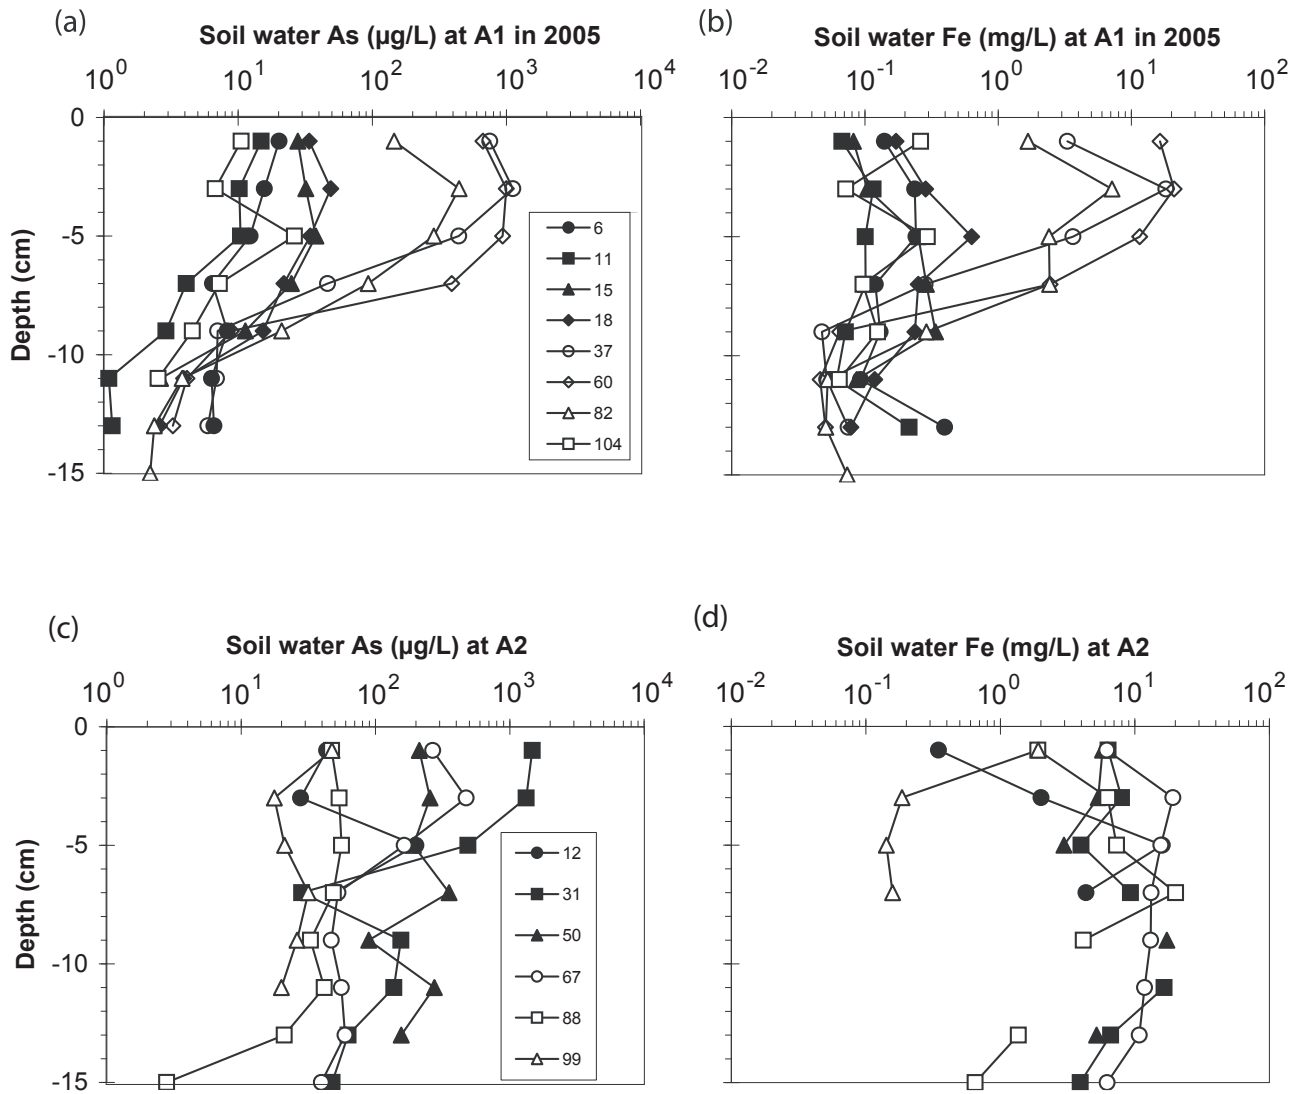 (a)
Soil water As (µg/L) at A1 in 2005
10^0 10^1 10^2 10^3 10^4
0
-5
-10
-15
Depth (cm)
6
11
15
18
37
60
82
104
(b)
Soil water Fe (mg/L) at A1 in 2005
10^-2 10^-1 10^0 10^1 10^2
(c)
Soil water As (µg/L) at A2
10^0 10^1 10^2 10^3 10^4
0
-5
-10
-15
Depth (cm)
12
31
50
67
88
99
(d)
Soil water Fe (mg/L) at A2
10^-2 10^-1 10^0 10^1 10^2